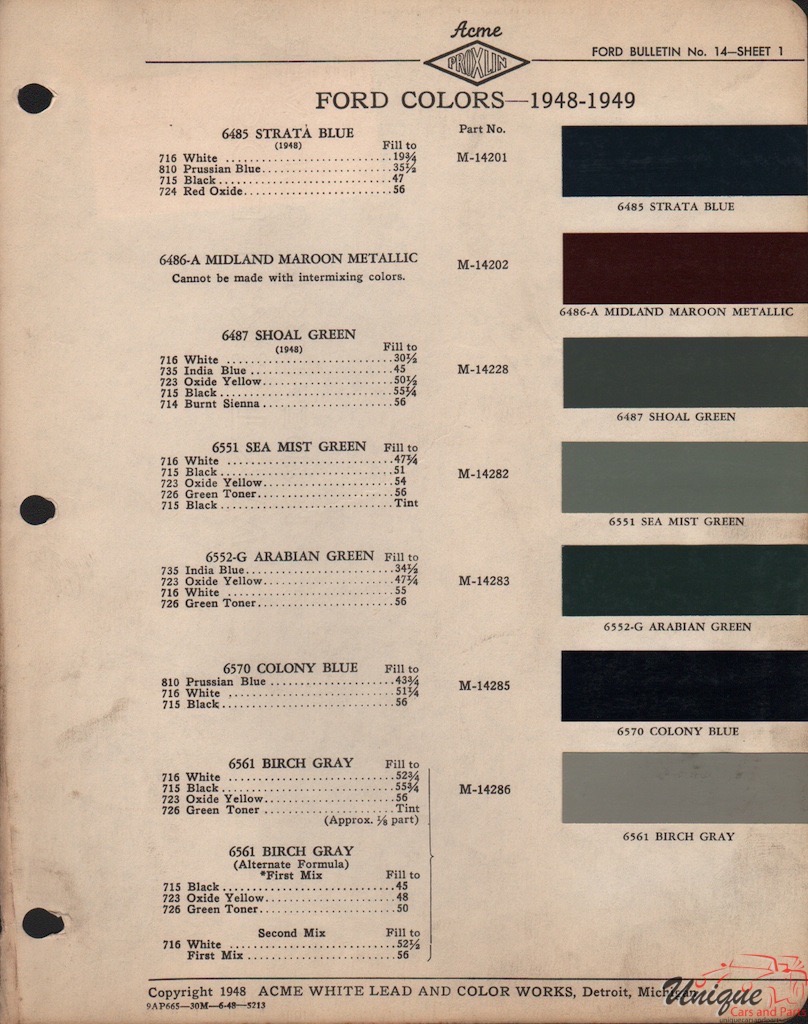 Acme
PROXLIN
FORD BULLETIN No. 14—SHEET 1
FORD COLORS—1948-1949
Part No.
6485 STRATA BLUE
(1948) Fill to
716 White 19¾
810 Prussian Blue 35½
715 Black 47
724 Red Oxide 56
M-14201
6485 STRATA BLUE
6486-A MIDLAND MAROON METALLIC
Cannot be made with intermixing colors.
M-14202
6486-A MIDLAND MAROON METALLIC
6487 SHOAL GREEN
(1948) Fill to
716 White 30½
735 India Blue 45
723 Oxide Yellow 50½
715 Black 55¼
714 Burnt Sienna 56
M-14228
6487 SHOAL GREEN
6551 SEA MIST GREEN Fill to
716 White 47¼
715 Black 51
723 Oxide Yellow 54
726 Green Toner 56
715 Black Tint
M-14282
6551 SEA MIST GREEN
6552-G ARABIAN GREEN Fill to
735 India Blue 34½
723 Oxide Yellow 47¼
716 White 55
726 Green Toner 56
M-14283
6552-G ARABIAN GREEN
6570 COLONY BLUE Fill to
810 Prussian Blue 43¾
716 White 51¼
715 Black 56
M-14285
6570 COLONY BLUE
6561 BIRCH GRAY Fill to
716 White 52¾
715 Black 55¾
723 Oxide Yellow 56
726 Green Toner Tint
(Approx. ⅛ part)
M-14286
6561 BIRCH GRAY
6561 BIRCH GRAY
(Alternate Formula)
*First Mix Fill to
715 Black 45
723 Oxide Yellow 48
726 Green Toner 50
Second Mix Fill to
716 White 52½
First Mix 56
Copyright 1948 ACME WHITE LEAD AND COLOR WORKS, Detroit, Michigan
9AP665—30M—6-48—5213
Unique
Cars and Parts